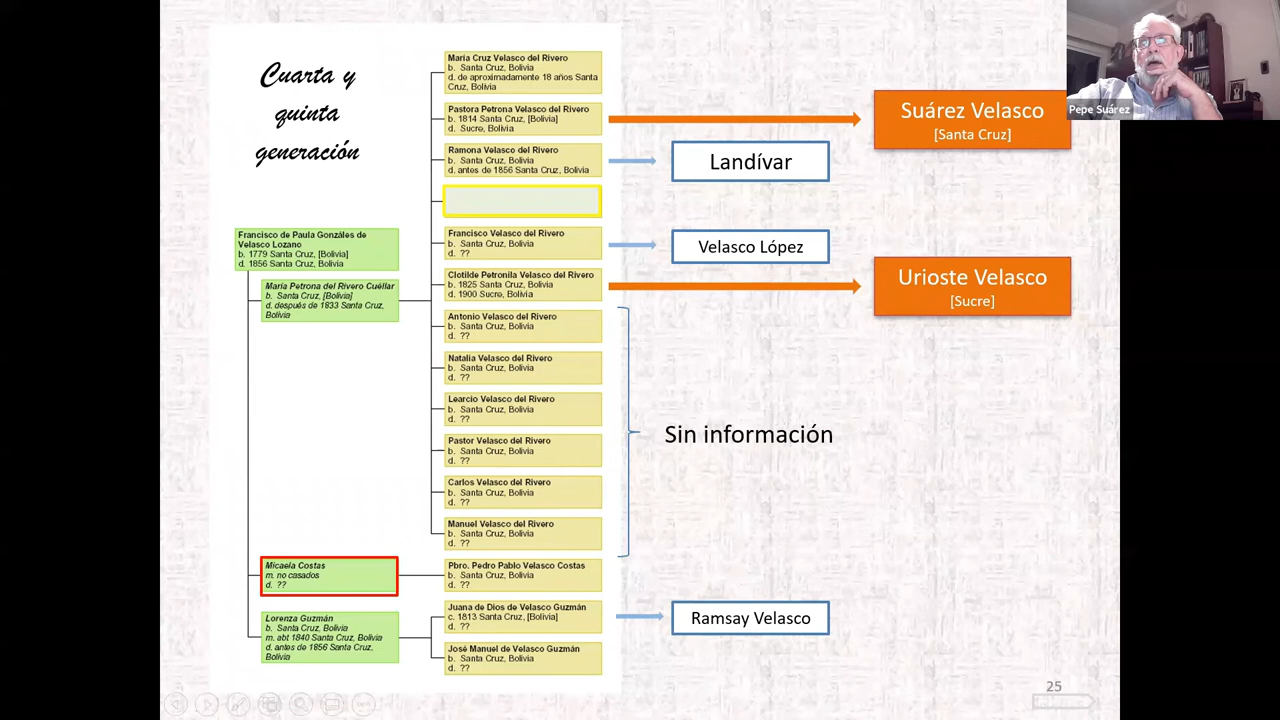 Cuarta y
quinta
generación
Francisco de Paula Gonzáles de
Velasco Lozano
b. 1779 Santa Cruz, [Bolivia]
d. 1856 Santa Cruz, Bolivia
María Petrona del Rivero Cuéllar
b. Santa Cruz, [Bolivia]
d. después de 1833 Santa Cruz,
Bolivia
María Cruz Velasco del Rivero
b. Santa Cruz, Bolivia
d. de aproximadamente 18 años Santa
Cruz, Bolivia
Pastora Petrona Velasco del Rivero
b. 1814 Santa Cruz, [Bolivia]
d. Sucre, Bolivia
Suárez Velasco
[Santa Cruz]
Ramona Velasco del Rivero
b. Santa Cruz, Bolivia
d. antes de 1856 Santa Cruz, Bolivia
Landívar
Francisco Velasco del Rivero
b. Santa Cruz, Bolivia
d. ??
Velasco López
Clotilde Petronila Velasco del Rivero
b. 1825 Santa Cruz, Bolivia
d. 1900 Sucre, Bolivia
Urioste Velasco
[Sucre]
Antonio Velasco del Rivero
b. Santa Cruz, Bolivia
d. ??
Natalia Velasco del Rivero
b. Santa Cruz, Bolivia
d. ??
Learcio Velasco del Rivero
b. Santa Cruz, Bolivia
d. ??
Pastor Velasco del Rivero
b. Santa Cruz, Bolivia
d. ??
Carlos Velasco del Rivero
b. Santa Cruz, Bolivia
d. ??
Manuel Velasco del Rivero
b. Santa Cruz, Bolivia
d. ??
Sin información
Micaela Costas
m. no casados
d. ??
Pbro. Pedro Pablo Velasco Costas
b. Santa Cruz, Bolivia
d. ??
Lorenza Guzmán
b. Santa Cruz, Bolivia
m. abt 1840 Santa Cruz, Bolivia
d. antes de 1856 Santa Cruz,
Bolivia
Juana de Dios de Velasco Guzmán
c. 1813 Santa Cruz, [Bolivia]
d. ??
Ramsay Velasco
José Manuel de Velasco Guzmán
b. Santa Cruz, Bolivia
d. ??
Pepe Suárez
25